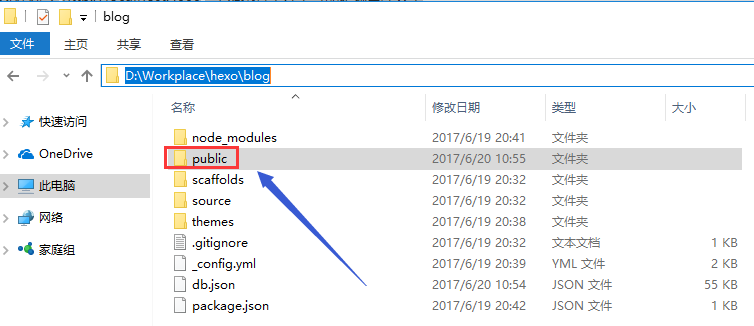 blog
文件 主页 共享 查看
D:\Workplace\hexo\blog
名称 修改日期 类型 大小
快速访问
OneDrive
此电脑
网络
家庭组
node_modules 2017/6/19 20:41 文件夹
public 2017/6/20 10:55 文件夹
scaffolds 2017/6/19 20:32 文件夹
source 2017/6/19 20:32 文件夹
themes 2017/6/19 20:38 文件夹
.gitignore 2017/6/19 20:32 文本文档 1 KB
_config.yml 2017/6/19 20:39 YML 文件 2 KB
db.json 2017/6/20 10:54 JSON 文件 55 KB
package.json 2017/6/19 20:42 JSON 文件 1 KB